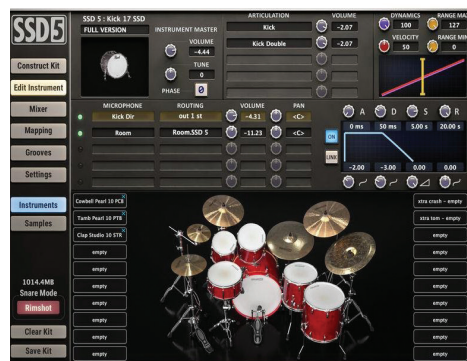 SSD5
SSD 5 : Kick 17 SSD
FULL VERSION
INSTRUMENT MASTER
VOLUME
-4.44
TUNE
0
PHASE
Ø
ARTICULATION
VOLUME
Kick
-2.07
Kick Double
-2.07
DYNAMICS
100
RANGE MA
127
VELOCITY
50
RANGE MIN
0
Construct Kit
Edit Instrument
Mixer
Mapping
Grooves
Settings
Instruments
Samples
1014.4MB
Snare Mode
Rimshot
Clear Kit
Save Kit
MICROPHONE
ROUTING
VOLUME
PAN
Kick Dir
out 1 st
-4.31
<C>
Room
Room.SSD 5
-11.23
<C>
ON
LINK
A
D
S
R
0 ms
50 ms
5.00 s
20.00 s
-2.00
-3.00
0.00
0.00
Cowbell Pearl 10 PCB
Tamb Pearl 10 PTB
Clap Studio 10 STR
empty
empty
empty
empty
empty
empty
xtra crush - empty
xtra tom - empty
empty
empty
empty
empty
empty
empty
empty